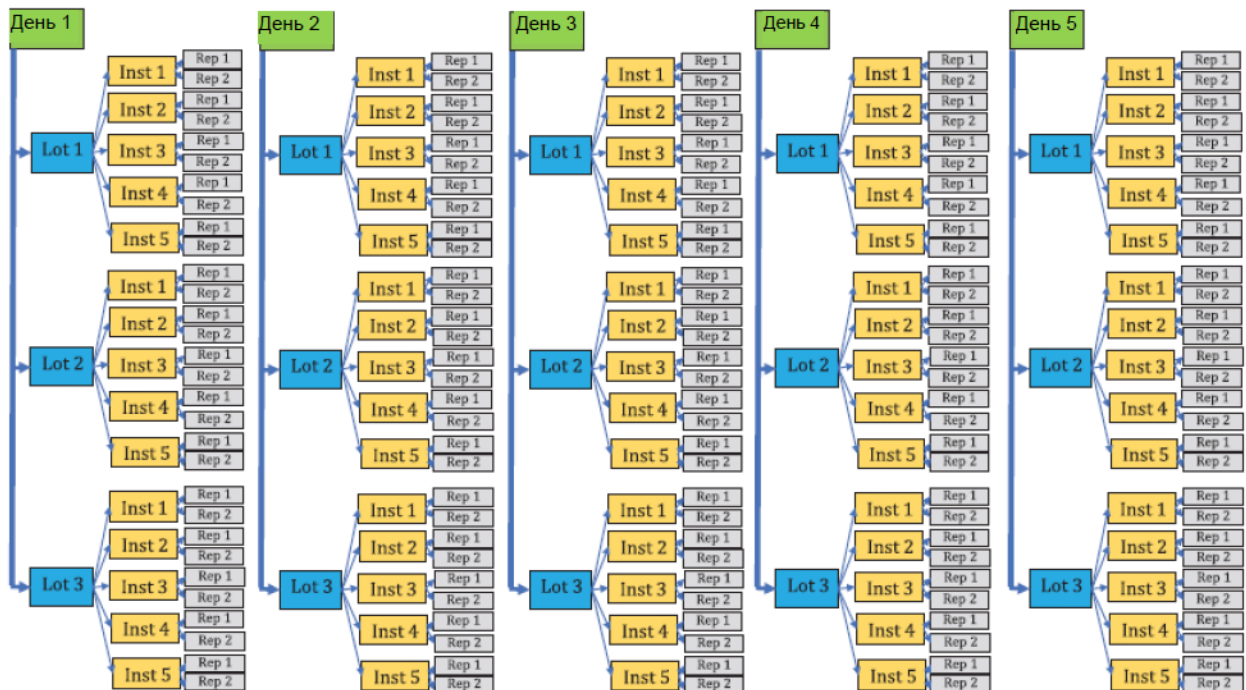 День 1
Lot 1
Inst 1
Rep 1
Rep 2
Inst 2
Rep 1
Rep 2
Inst 3
Rep 1
Rep 2
Inst 4
Rep 1
Rep 2
Inst 5
Rep 1
Rep 2
Lot 2
Inst 1
Rep 1
Rep 2
Inst 2
Rep 1
Rep 2
Inst 3
Rep 1
Rep 2
Inst 4
Rep 1
Rep 2
Inst 5
Rep 1
Rep 2
Lot 3
Inst 1
Rep 1
Rep 2
Inst 2
Rep 1
Rep 2
Inst 3
Rep 1
Rep 2
Inst 4
Rep 1
Rep 2
Inst 5
Rep 1
Rep 2
День 2
Lot 1
Inst 1
Rep 1
Rep 2
Inst 2
Rep 1
Rep 2
Inst 3
Rep 1
Rep 2
Inst 4
Rep 1
Rep 2
Inst 5
Rep 1
Rep 2
Lot 2
Inst 1
Rep 1
Rep 2
Inst 2
Rep 1
Rep 2
Inst 3
Rep 1
Rep 2
Inst 4
Rep 1
Rep 2
Inst 5
Rep 1
Rep 2
Lot 3
Inst 1
Rep 1
Rep 2
Inst 2
Rep 1
Rep 2
Inst 3
Rep 1
Rep 2
Inst 4
Rep 1
Rep 2
Inst 5
Rep 1
Rep 2
День 3
Lot 1
Inst 1
Rep 1
Rep 2
Inst 2
Rep 1
Rep 2
Inst 3
Rep 1
Rep 2
Inst 4
Rep 1
Rep 2
Inst 5
Rep 1
Rep 2
Lot 2
Inst 1
Rep 1
Rep 2
Inst 2
Rep 1
Rep 2
Inst 3
Rep 1
Rep 2
Inst 4
Rep 1
Rep 2
Inst 5
Rep 1
Rep 2
Lot 3
Inst 1
Rep 1
Rep 2
Inst 2
Rep 1
Rep 2
Inst 3
Rep 1
Rep 2
Inst 4
Rep 1
Rep 2
Inst 5
Rep 1
Rep 2
День 4
Lot 1
Inst 1
Rep 1
Rep 2
Inst 2
Rep 1
Rep 2
Inst 3
Rep 1
Rep 2
Inst 4
Rep 1
Rep 2
Inst 5
Rep 1
Rep 2
Lot 2
Inst 1
Rep 1
Rep 2
Inst 2
Rep 1
Rep 2
Inst 3
Rep 1
Rep 2
Inst 4
Rep 1
Rep 2
Inst 5
Rep 1
Rep 2
Lot 3
Inst 1
Rep 1
Rep 2
Inst 2
Rep 1
Rep 2
Inst 3
Rep 1
Rep 2
Inst 4
Rep 1
Rep 2
Inst 5
Rep 1
Rep 2
День 5
Lot 1
Inst 1
Rep 1
Rep 2
Inst 2
Rep 1
Rep 2
Inst 3
Rep 1
Rep 2
Inst 4
Rep 1
Rep 2
Inst 5
Rep 1
Rep 2
Lot 2
Inst 1
Rep 1
Rep 2
Inst 2
Rep 1
Rep 2
Inst 3
Rep 1
Rep 2
Inst 4
Rep 1
Rep 2
Inst 5
Rep 1
Rep 2
Lot 3
Inst 1
Rep 1
Rep 2
Inst 2
Rep 1
Rep 2
Inst 3
Rep 1
Rep 2
Inst 4
Rep 1
Rep 2
Inst 5
Rep 1
Rep 2